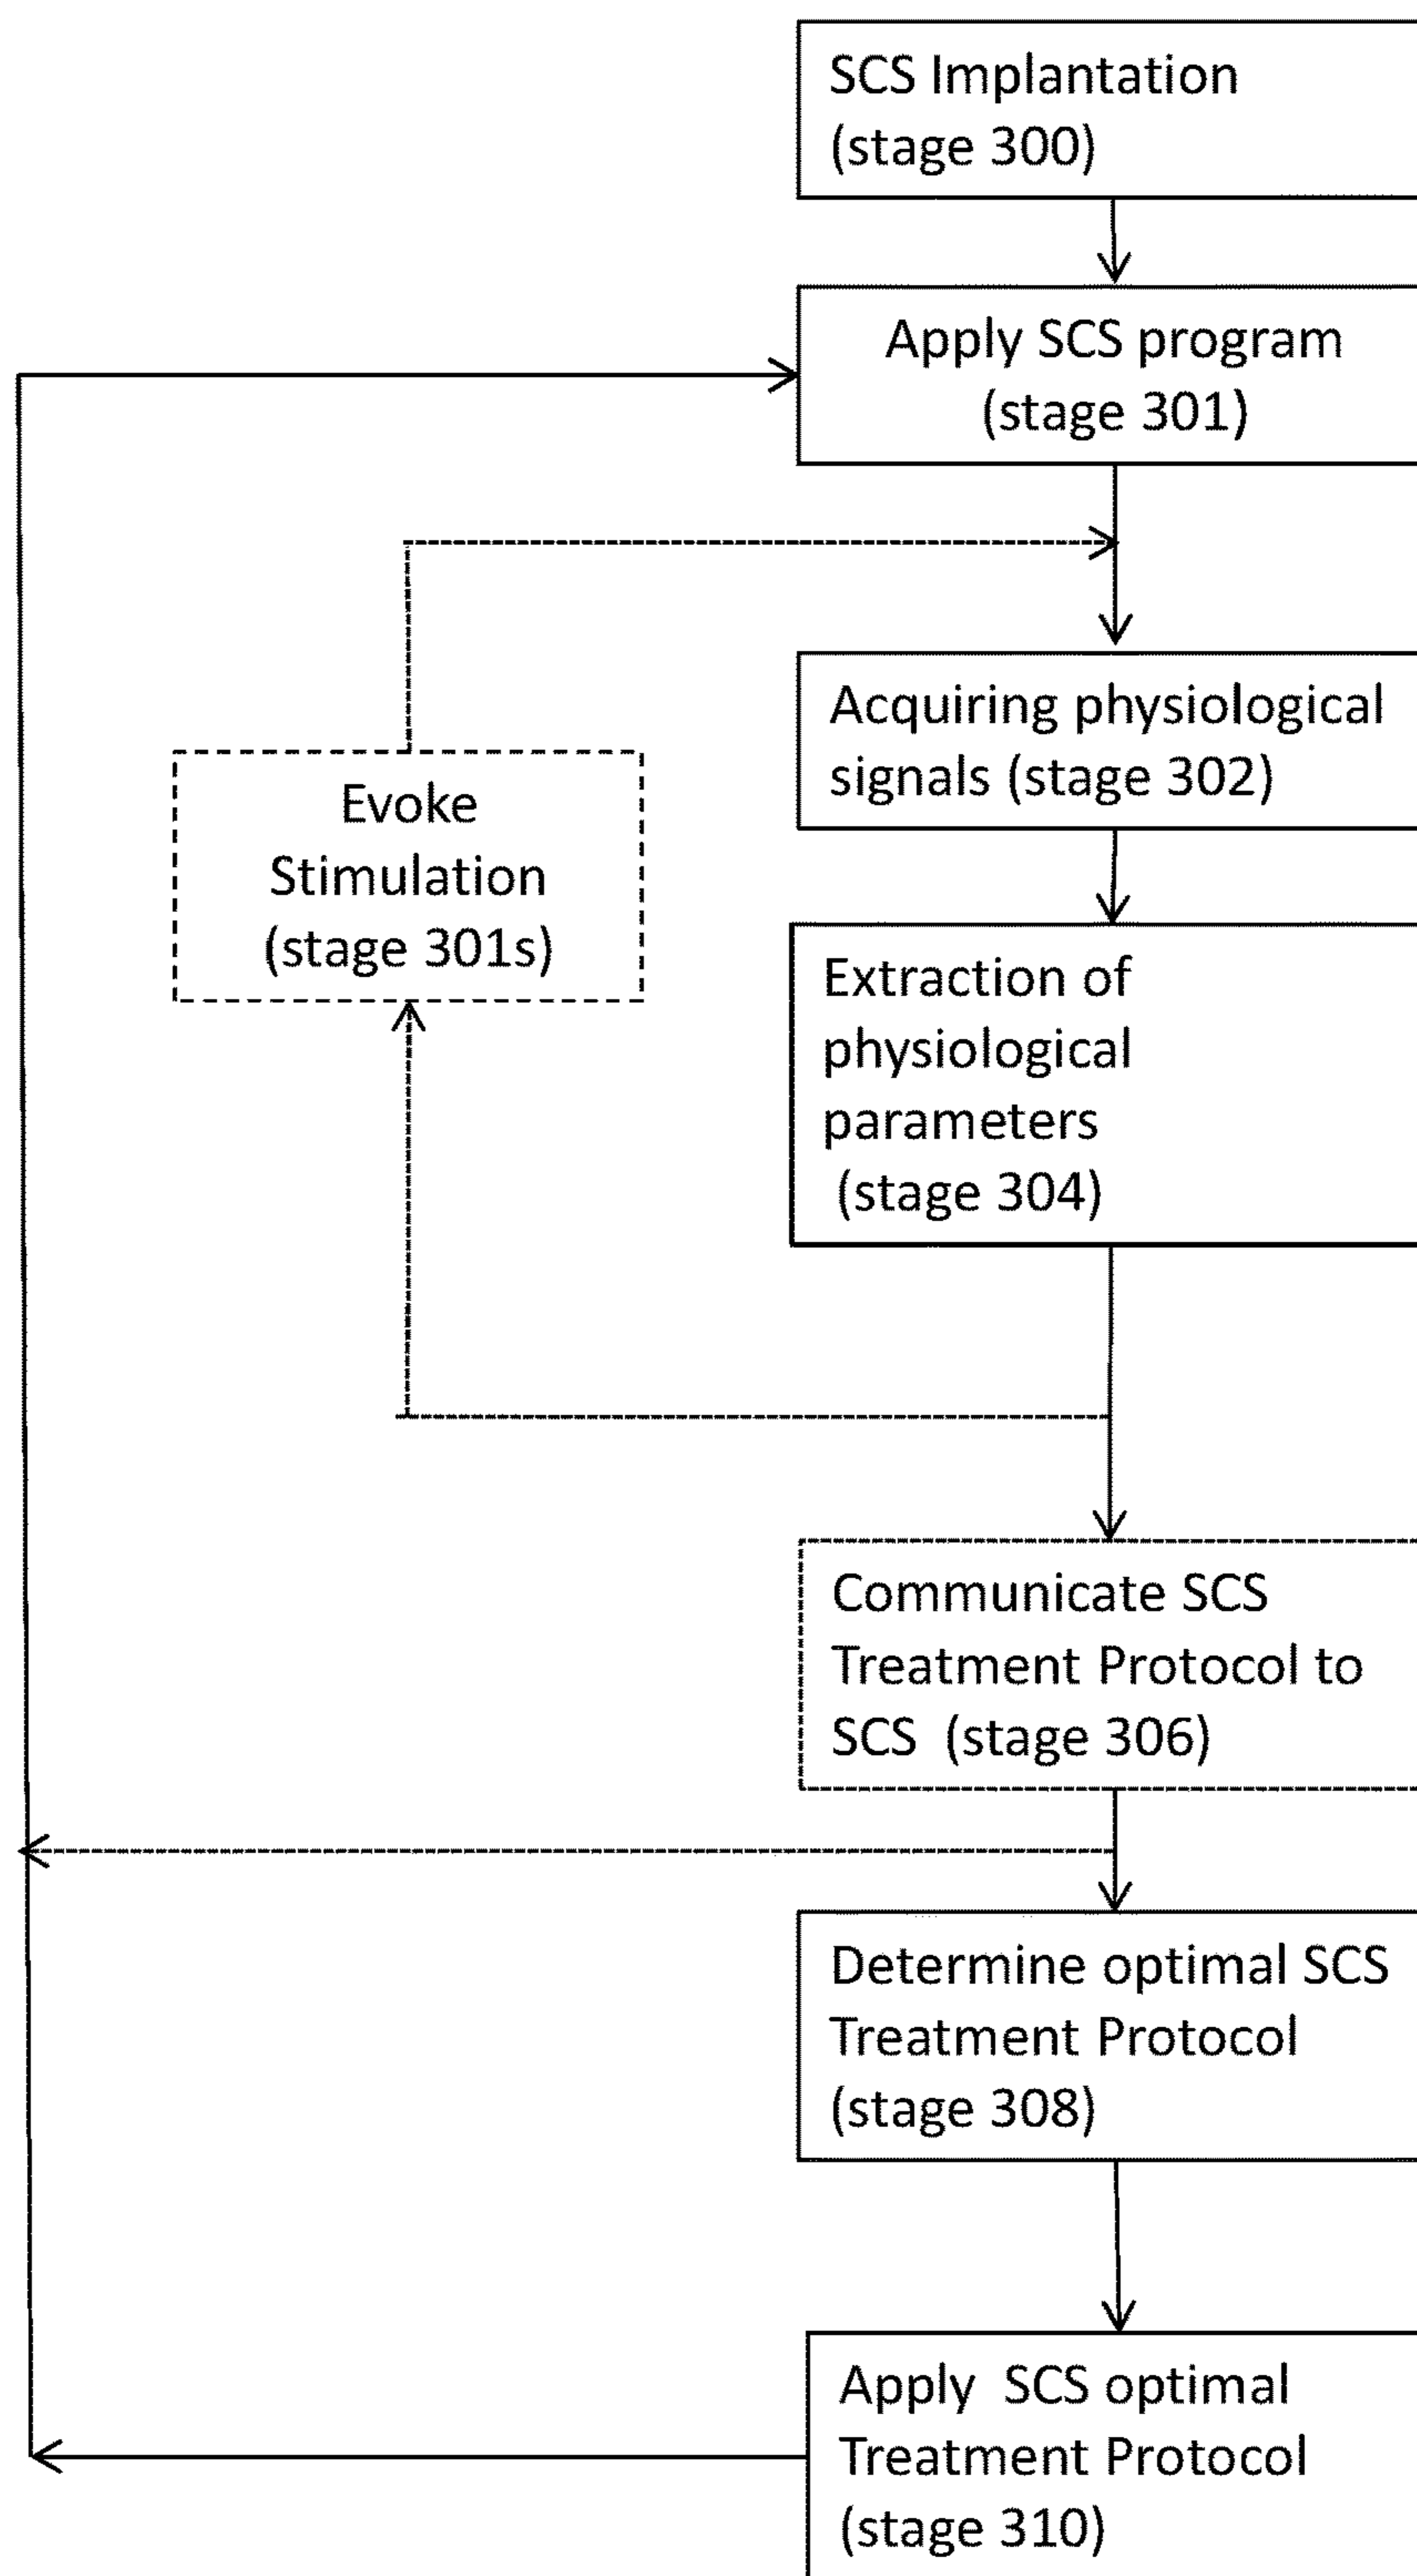 SCS Implantation
(stage 300)
Apply SCS program
(stage 301)
Acquiring physiological
signals (stage 302)
Evoke
Stimulation
(stage 301s)
Extraction of
physiological
parameters
(stage 304)
Communicate SCS
Treatment Protocol to
SCS (stage 306)
Determine optimal SCS
Treatment Protocol
(stage 308)
Apply SCS optimal
Treatment Protocol
(stage 310)